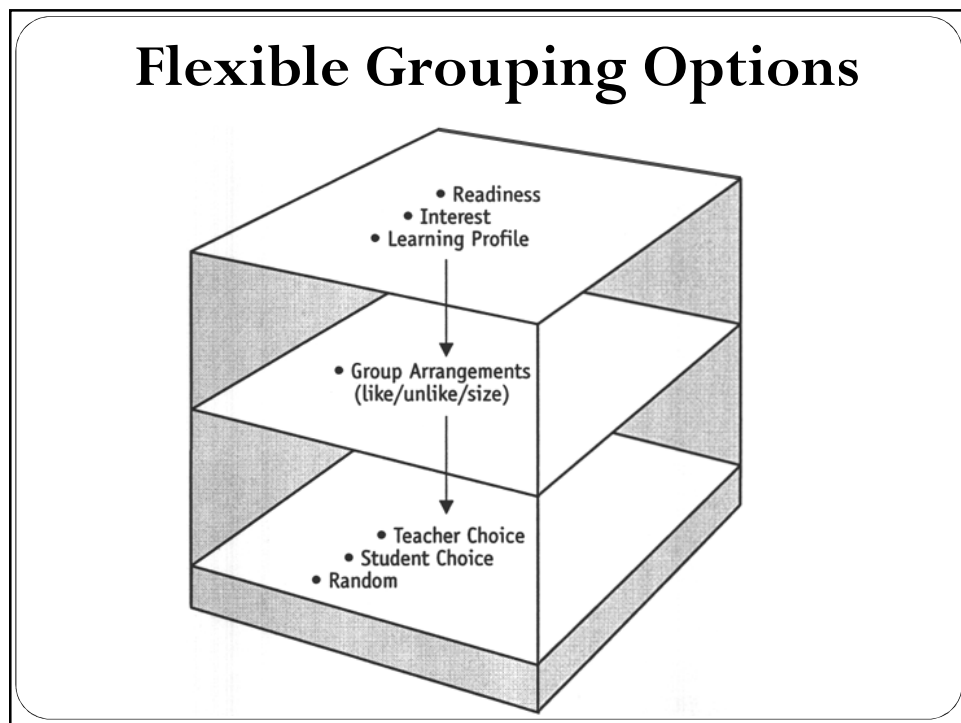 Flexible Grouping Options
• Readiness
• Interest
• Learning Profile
• Group Arrangements
(like/unlike/size)
• Teacher Choice
• Student Choice
• Random